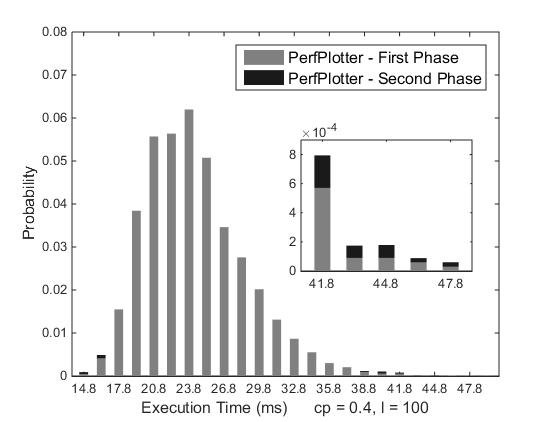 0.08
0.07
0.06
0.05
0.04
0.03
0.02
0.01
0
Probability
PerfPlotter - First Phase
PerfPlotter - Second Phase
×10⁻⁴
8
6
4
2
0
41.8 44.8 47.8
14.8 17.8 20.8 23.8 26.8 29.8 32.8 35.8 38.8 41.8 44.8 47.8
Execution Time (ms) cp = 0.4, l = 100